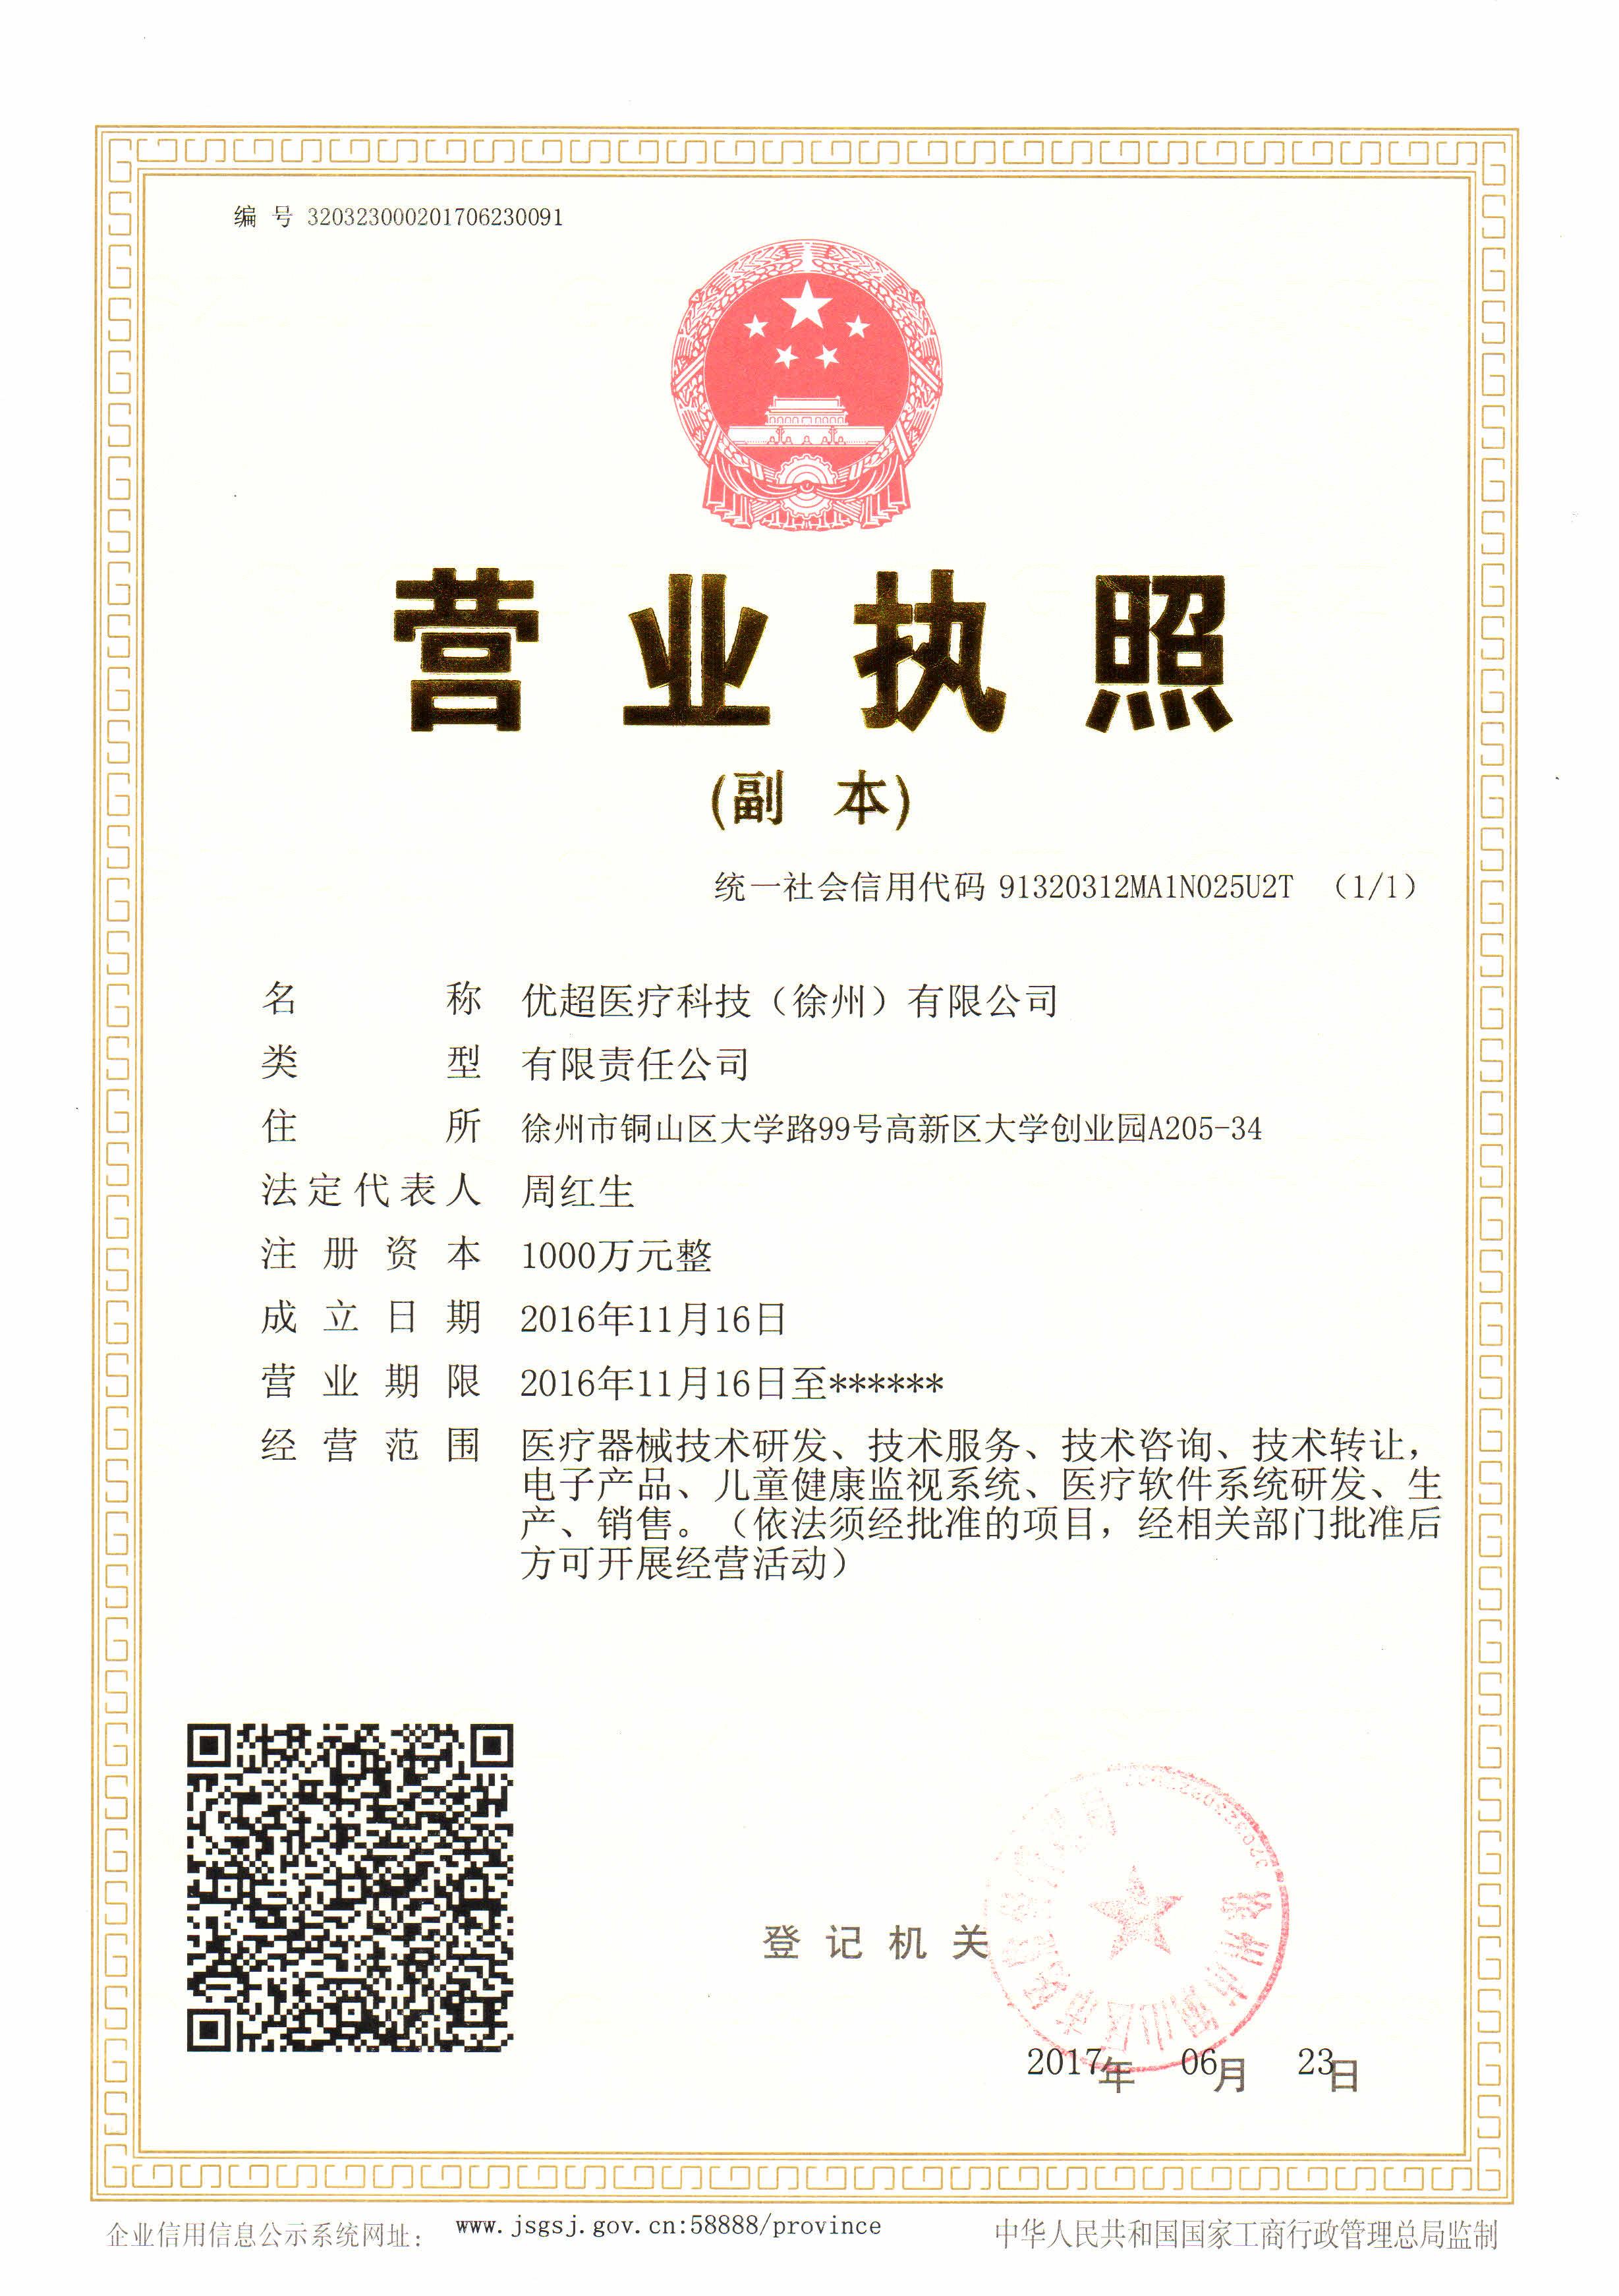 编 号 320323000201706230091
营业执照
(副 本)
统一社会信用代码 91320312MA1N025U2T （1/1）
名 称 优超医疗科技（徐州）有限公司
类 型 有限责任公司
住 所 徐州市铜山区大学路99号高新区大学创业园A205-34
法定代表人 周红生
注 册 资 本 1000万元整
成 立 日 期 2016年11月16日
营 业 期 限 2016年11月16日至******
经 营 范 围 医疗器械技术研发、技术服务、技术咨询、技术转让，
电子产品、儿童健康监视系统、医疗软件系统研发、生
产、销售。（依法须经批准的项目，经相关部门批准后
方可开展经营活动）
登 记 机 关
2017年 06月 23日
企业信用信息公示系统网址： www.jsgsj.gov.cn:58888/province
中华人民共和国国家工商行政管理总局监制